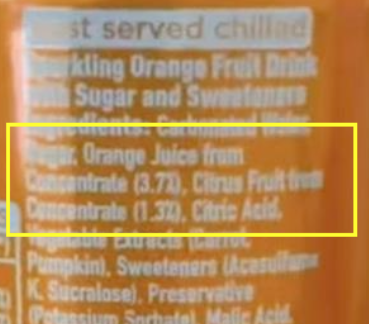 st served chilled
Sparkling Orange Fruit Drink
with Sugar and Sweeteners
Ingredients: Carbonated Water
Sugar, Orange Juice from
Concentrate (3.7%), Citrus Fruit from
Concentrate (1.3%), Citric Acid,
Vegetable Extracts (Carrot,
Pumpkin), Sweeteners (Acesulfame
K, Sucralose), Preservative
(Potassium Sorbate), Malic Acid,